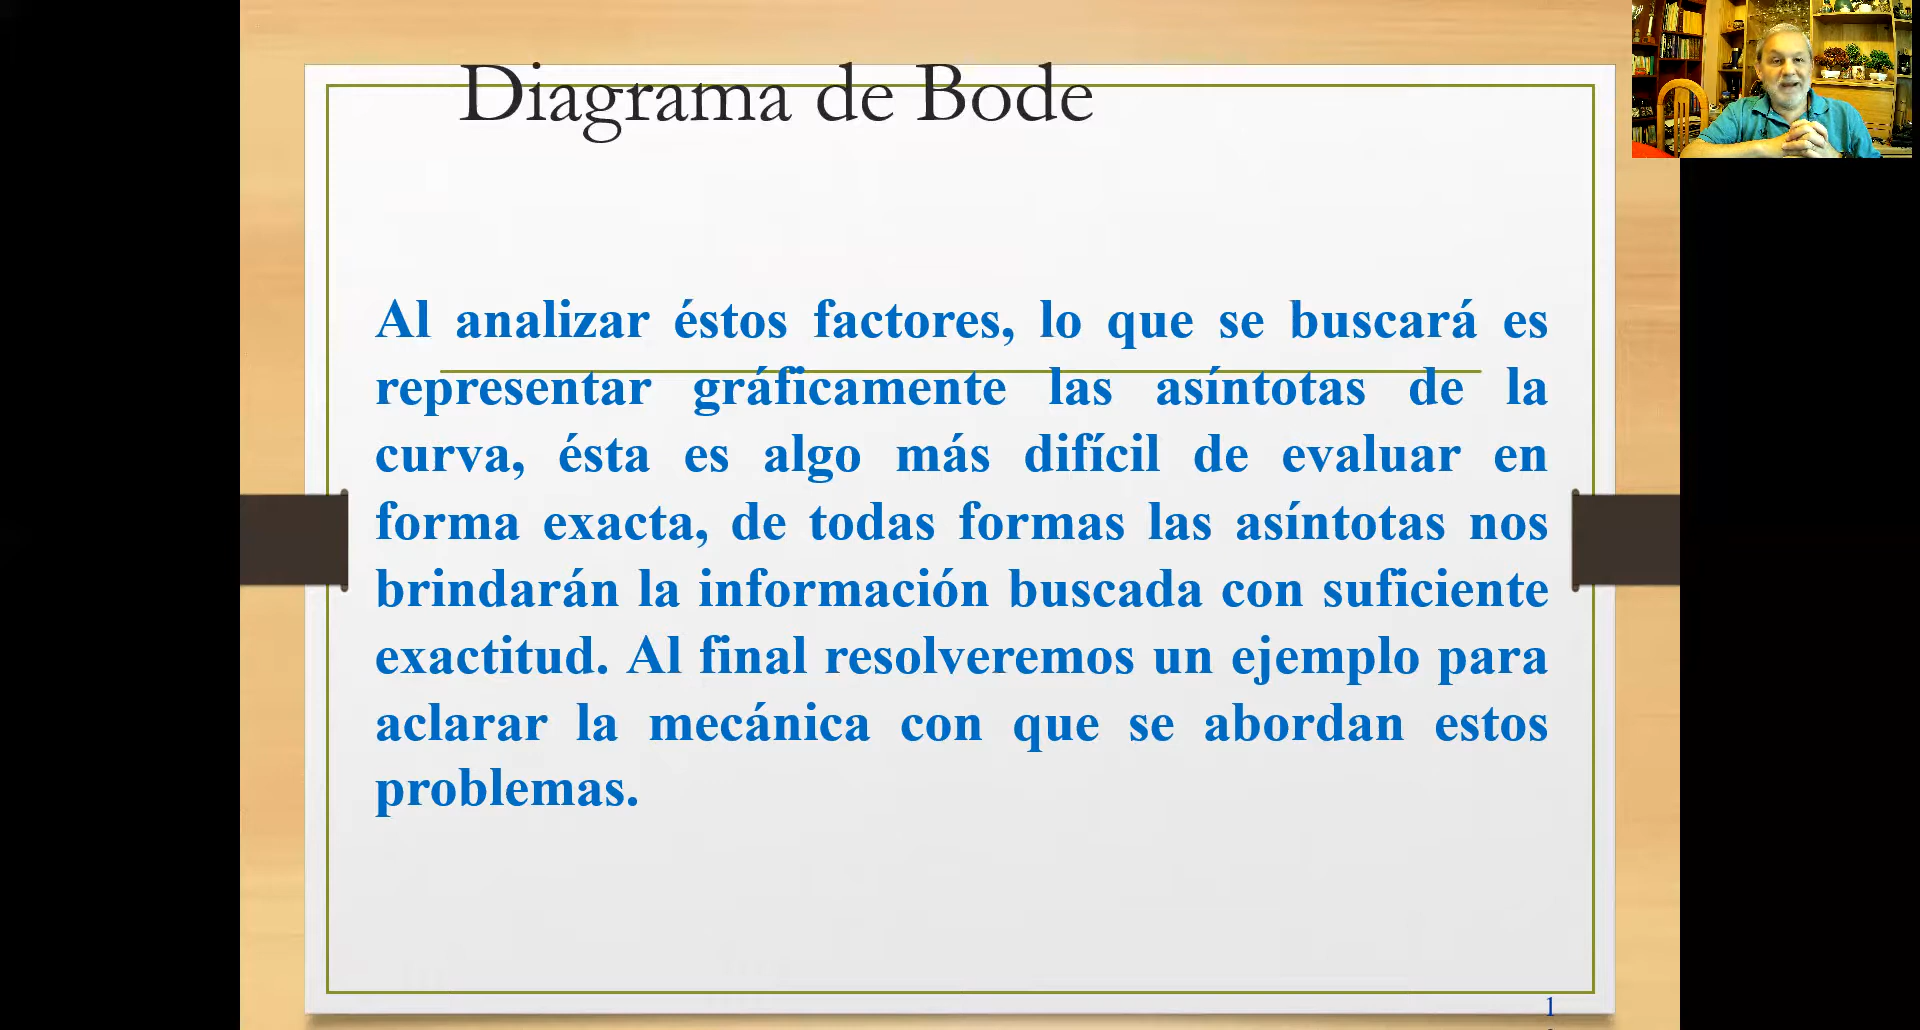 Diagrama de Bode
Al analizar éstos factores, lo que se buscará es
representar gráficamente las asíntotas de la
curva, ésta es algo más difícil de evaluar en
forma exacta, de todas formas las asíntotas nos
brindarán la información buscada con suficiente
exactitud. Al final resolveremos un ejemplo para
aclarar la mecánica con que se abordan estos
problemas.
1